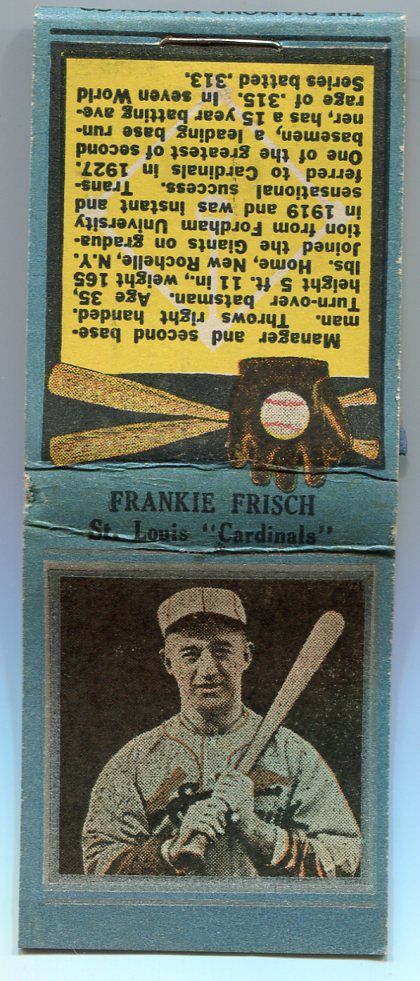 THE DIAMOND MATCH CO.
Manager and second base-
man. Throws right handed.
Turn-over batsman. Age 35,
height 5 ft. 11 in., weight 165
lbs. Home, New Rochelle, N.Y.
Joined the Giants on gradua-
tion from Fordham University
in 1919 and was instant and
sensational success. Trans-
ferred to Cardinals in 1927.
One of the greatest of second
basemen, a leading base run-
ner, has a 15 year batting ave-
rage of .315. In seven World
Series batted .313.
FRANKIE FRISCH
St. Louis "Cardinals"